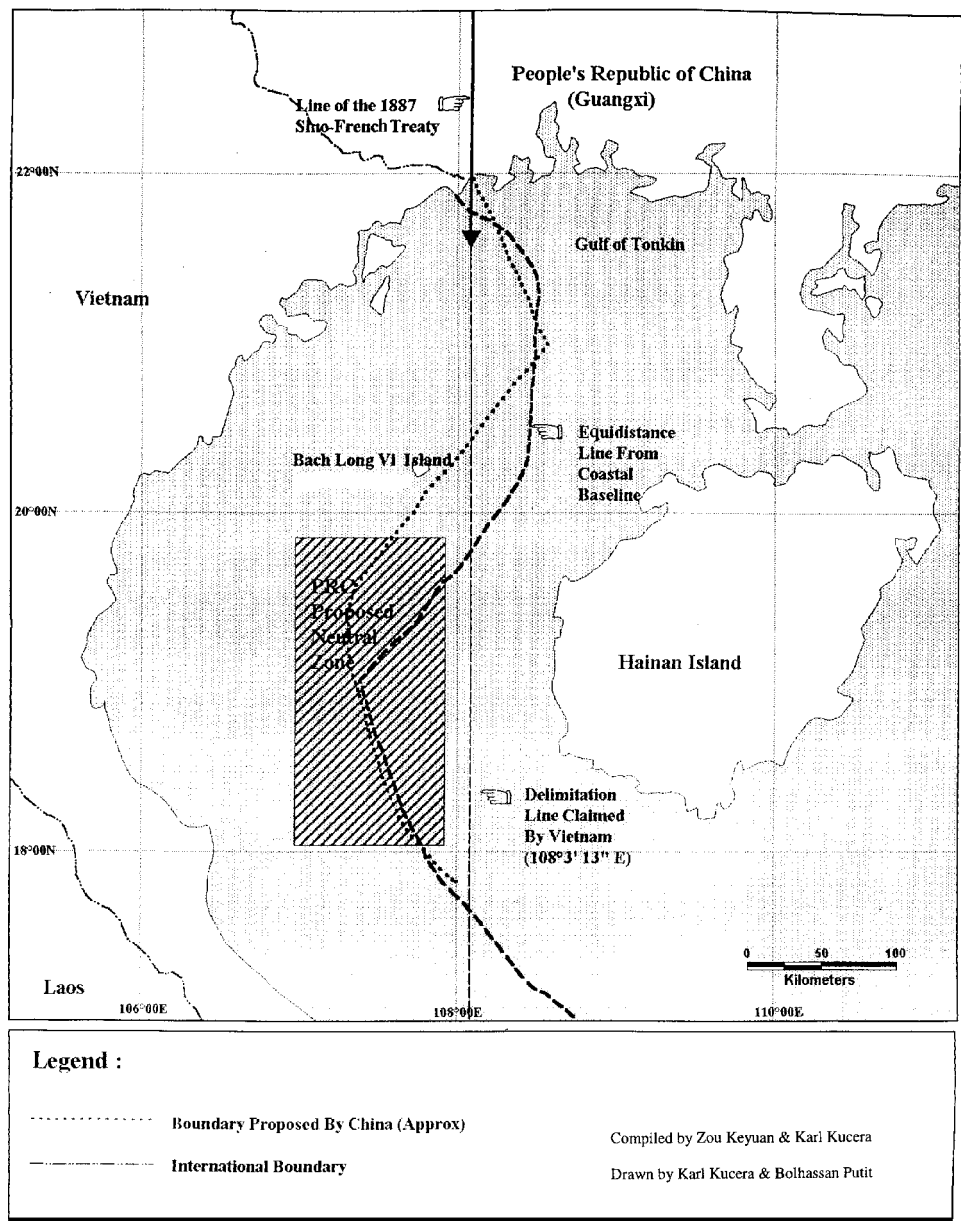 People's Republic of China
(Guangxi)
Line of the 1887
Sino-French Treaty
22°00N
Gulf of Tonkin
Vietnam
Equidistance
Line From
Coastal
Baseline
Bach Long Vi Island
20°00N
PRC
Proposed
Neutral
Zone
Hainan Island
Delimitation
Line Claimed
By Vietnam
(108°3' 13" E)
18°00N
0 50 100
Kilometers
Laos
106°00E
108°00E
110°00E
Legend :
Boundary Proposed By China (Approx)
International Boundary
Compiled by Zou Keyuan & Karl Kucera
Drawn by Karl Kucera & Bolhassan Putit